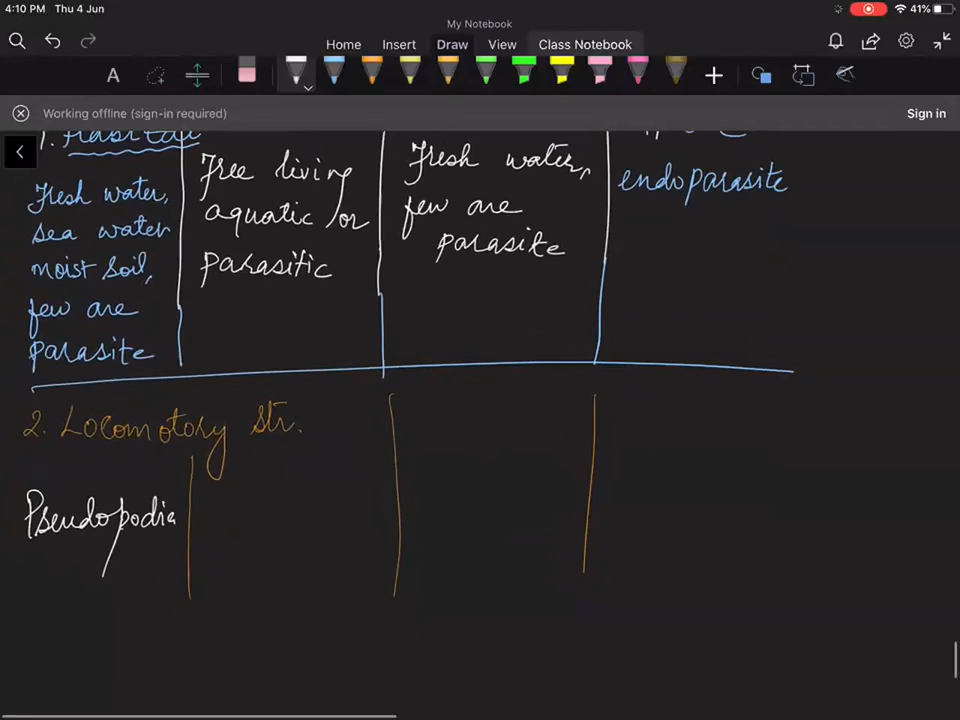 4:10 PM Thu 4 Jun
41%
My Notebook
Home Insert Draw View Class Notebook
A
Working offline (sign-in required)
Sign in
1. Habitat
Fresh water,
sea water
moist soil,
few are
parasite
Free living
aquatic or
parasitic
Fresh water,
few are
parasite
endoparasite
2. Locomotory str.
Pseudopodia